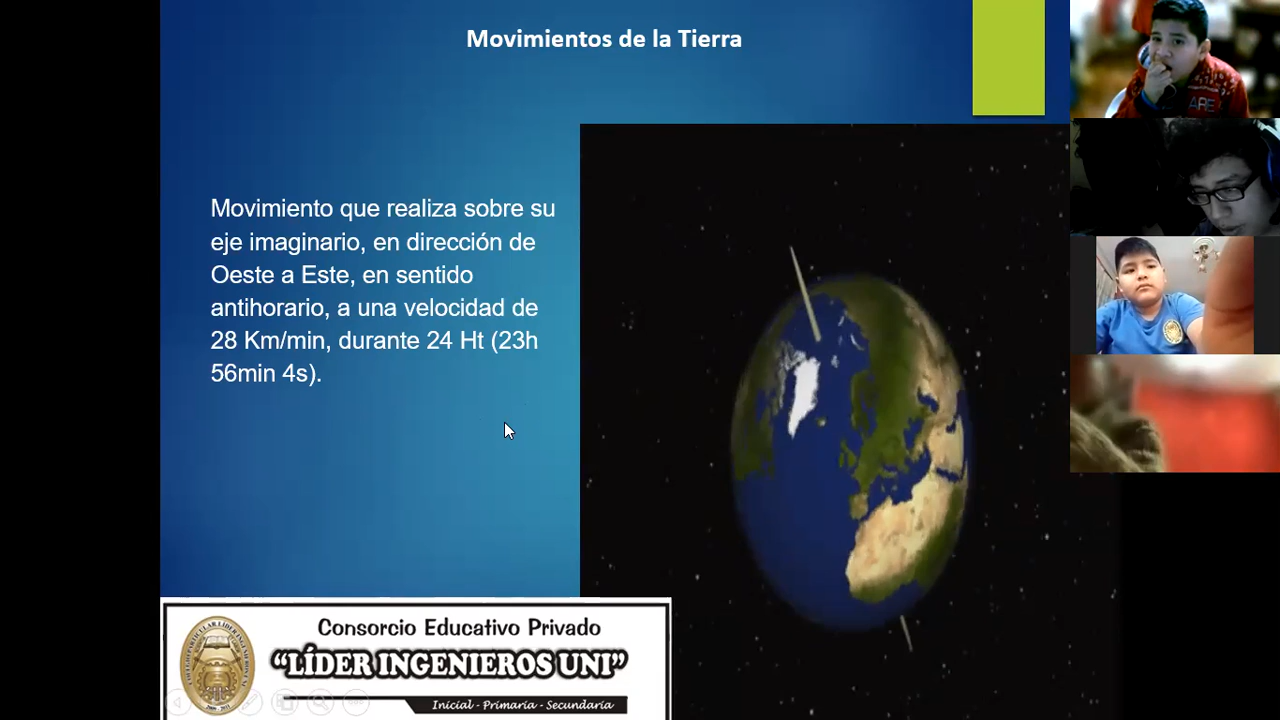 Movimientos de la Tierra
Movimiento que realiza sobre su
eje imaginario, en dirección de
Oeste a Este, en sentido
antihorario, a una velocidad de
28 Km/min, durante 24 Ht (23h
56min 4s).
Consorcio Educativo Privado
"LÍDER INGENIEROS UNI"
Inicial - Primaria - Secundaria